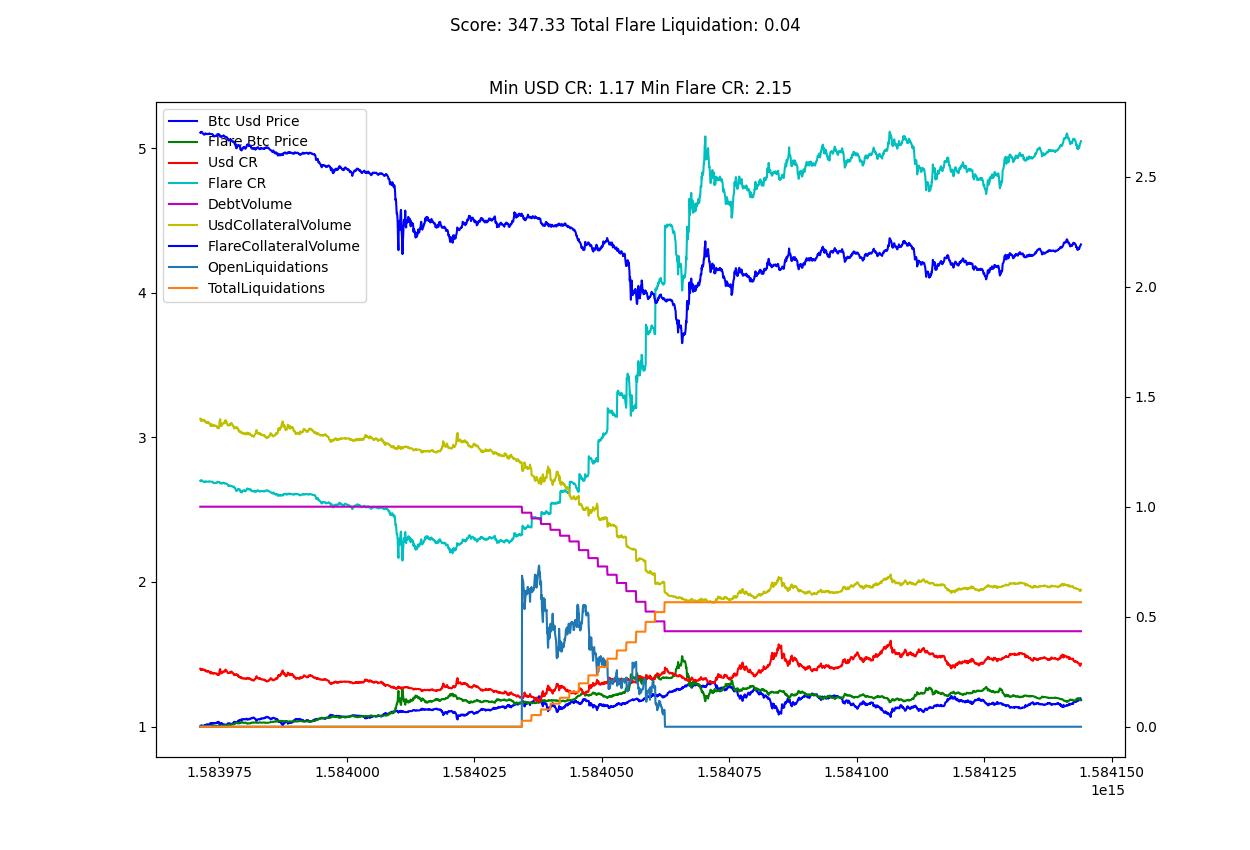 Score: 347.33 Total Flare Liquidation: 0.04
Min USD CR: 1.17 Min Flare CR: 2.15
Btc Usd Price
Flare Btc Price
Usd CR
Flare CR
DebtVolume
UsdCollateralVolume
FlareCollateralVolume
OpenLiquidations
TotalLiquidations
5
4
3
2
1
2.5
2.0
1.5
1.0
0.5
0.0
1.583975 1.584000 1.584025 1.584050 1.584075 1.584100 1.584125 1.584150
1e15